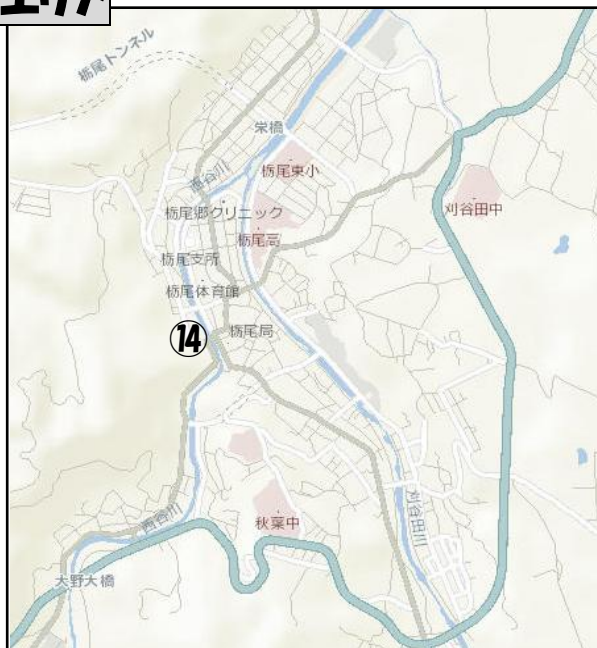 エリア
栃尾トンネル
栄橋
西谷川
栃尾東小
栃尾郷クリニック
刈谷田中
栃尾高
栃尾支所
栃尾体育館
⑭
栃尾局
刈谷田川
西谷川
秋葉中
大野大橋